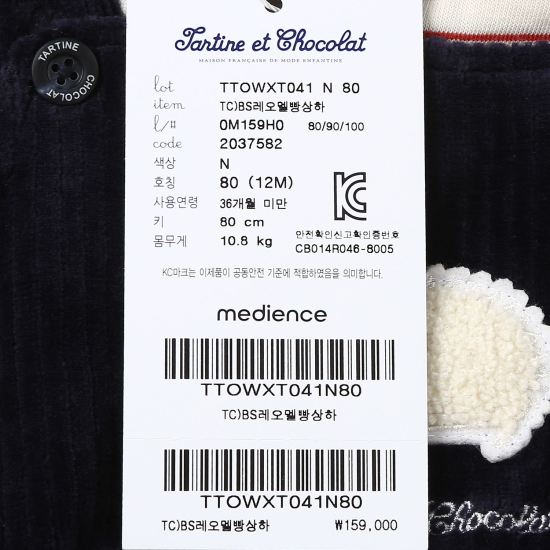 TARTINE
CHOCOLAT
Tartine et Chocolat
MAISON FRANÇAISE DE MODE ENFANTINE
lot TTOWXT041 N 80
item TC)BS레오멜빵상하
l/# 0M159H0 80/90/100
code 2037582
색상 N
호칭 80 (12M)
사용연령 36개월 미만
키 80 cm
몸무게 10.8 kg
안전확인신고확인증번호
CB014R046-8005
KC마크는 이제품이 공동안전 기준에 적합하였음을 의미합니다.
medience
TTOWXT041N80
TC)BS레오멜빵상하
TTOWXT041N80
TC)BS레오멜빵상하 ₩159,000
Chocolat